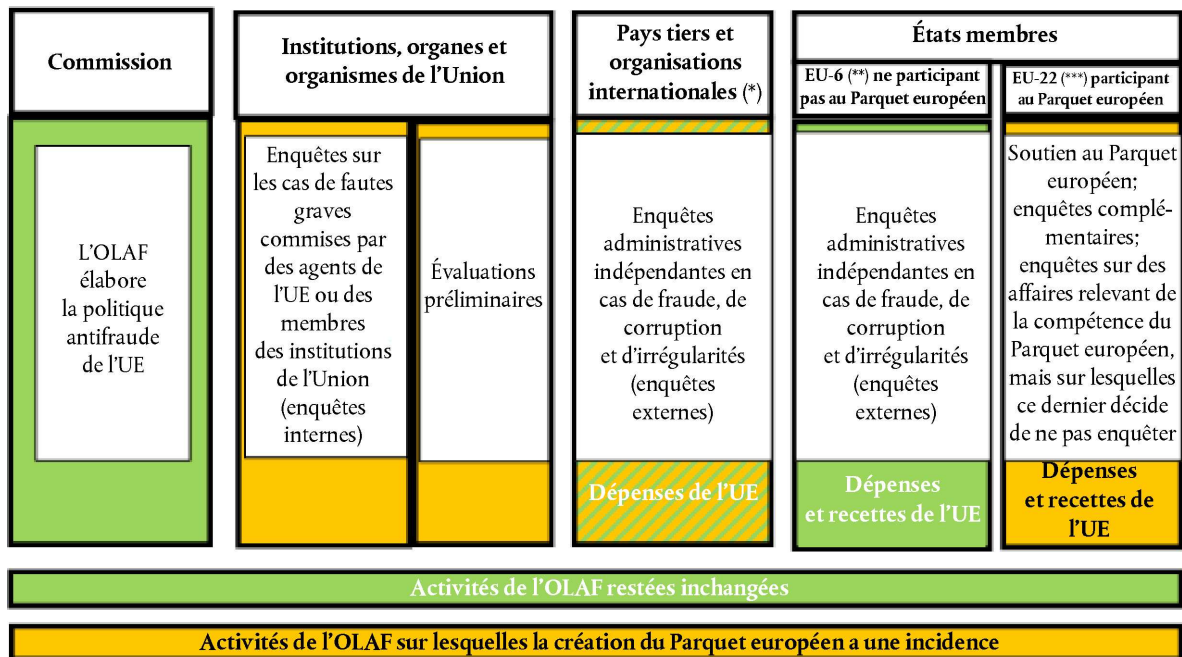 Commission
Institutions, organes et
organismes de l'Union
Pays tiers et
organisations
internationales (*)
États membres
EU-6 (**) ne participant
pas au Parquet européen
EU-22 (***) participant
au Parquet européen
L'OLAF
élabore
la politique
antifraude
de l'UE
Enquêtes sur
les cas de fautes
graves
commises par
des agents de
l'UE ou des
membres
des institutions
de l'Union
(enquêtes
internes)
Évaluations
préliminaires
Enquêtes
administratives
indépendantes en
cas de fraude, de
corruption
et d'irrégularités
(enquêtes
externes)
Dépenses de l'UE
Enquêtes
administratives
indépendantes en
cas de fraude, de
corruption
et d'irrégularités
(enquêtes
externes)
Dépenses
et recettes de l'UE
Soutien au Parquet
européen;
enquêtes complé-
mentaires;
enquêtes sur des
affaires relevant de
la compétence du
Parquet européen,
mais sur lesquelles
ce dernier décide
de ne pas enquêter
Dépenses
et recettes de
l'UE
Activités de l'OLAF restées inchangées
Activités de l'OLAF sur lesquelles la création du Parquet européen a une incidence